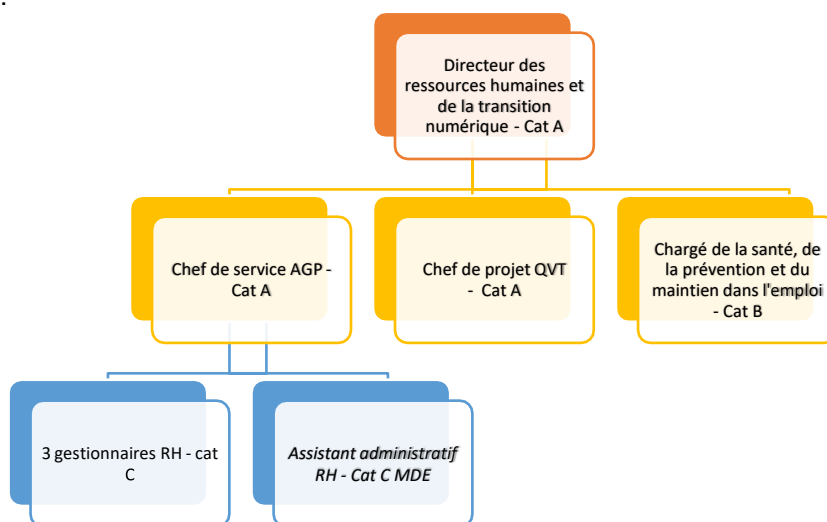 .
Directeur des
ressources humaines et
de la transition
numérique - Cat A
Chef de service AGP -
Cat A
Chef de projet QVT
- Cat A
Chargé de la santé, de
la prévention et du
maintien dans l'emploi
- Cat B
3 gestionnaires RH - cat
C
Assistant administratif
RH - Cat C MDE